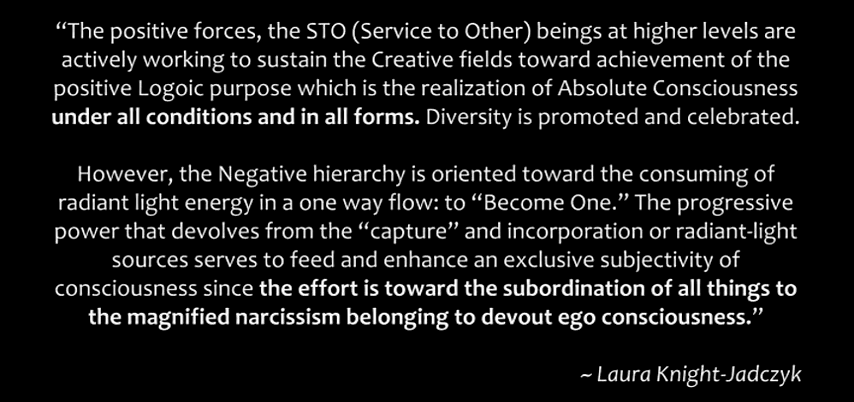 “The positive forces, the STO (Service to Other) beings at higher levels are
actively working to sustain the Creative fields toward achievement of the
positive Logoic purpose which is the realization of Absolute Consciousness
under all conditions and in all forms. Diversity is promoted and celebrated.
However, the Negative hierarchy is oriented toward the consuming of
radiant light energy in a one way flow: to “Become One.” The progressive
power that devolves from the “capture” and incorporation or radiant-light
sources serves to feed and enhance an exclusive subjectivity of
consciousness since the effort is toward the subordination of all things to
the magnified narcissism belonging to devout ego consciousness.”
~ Laura Knight-Jadczyk